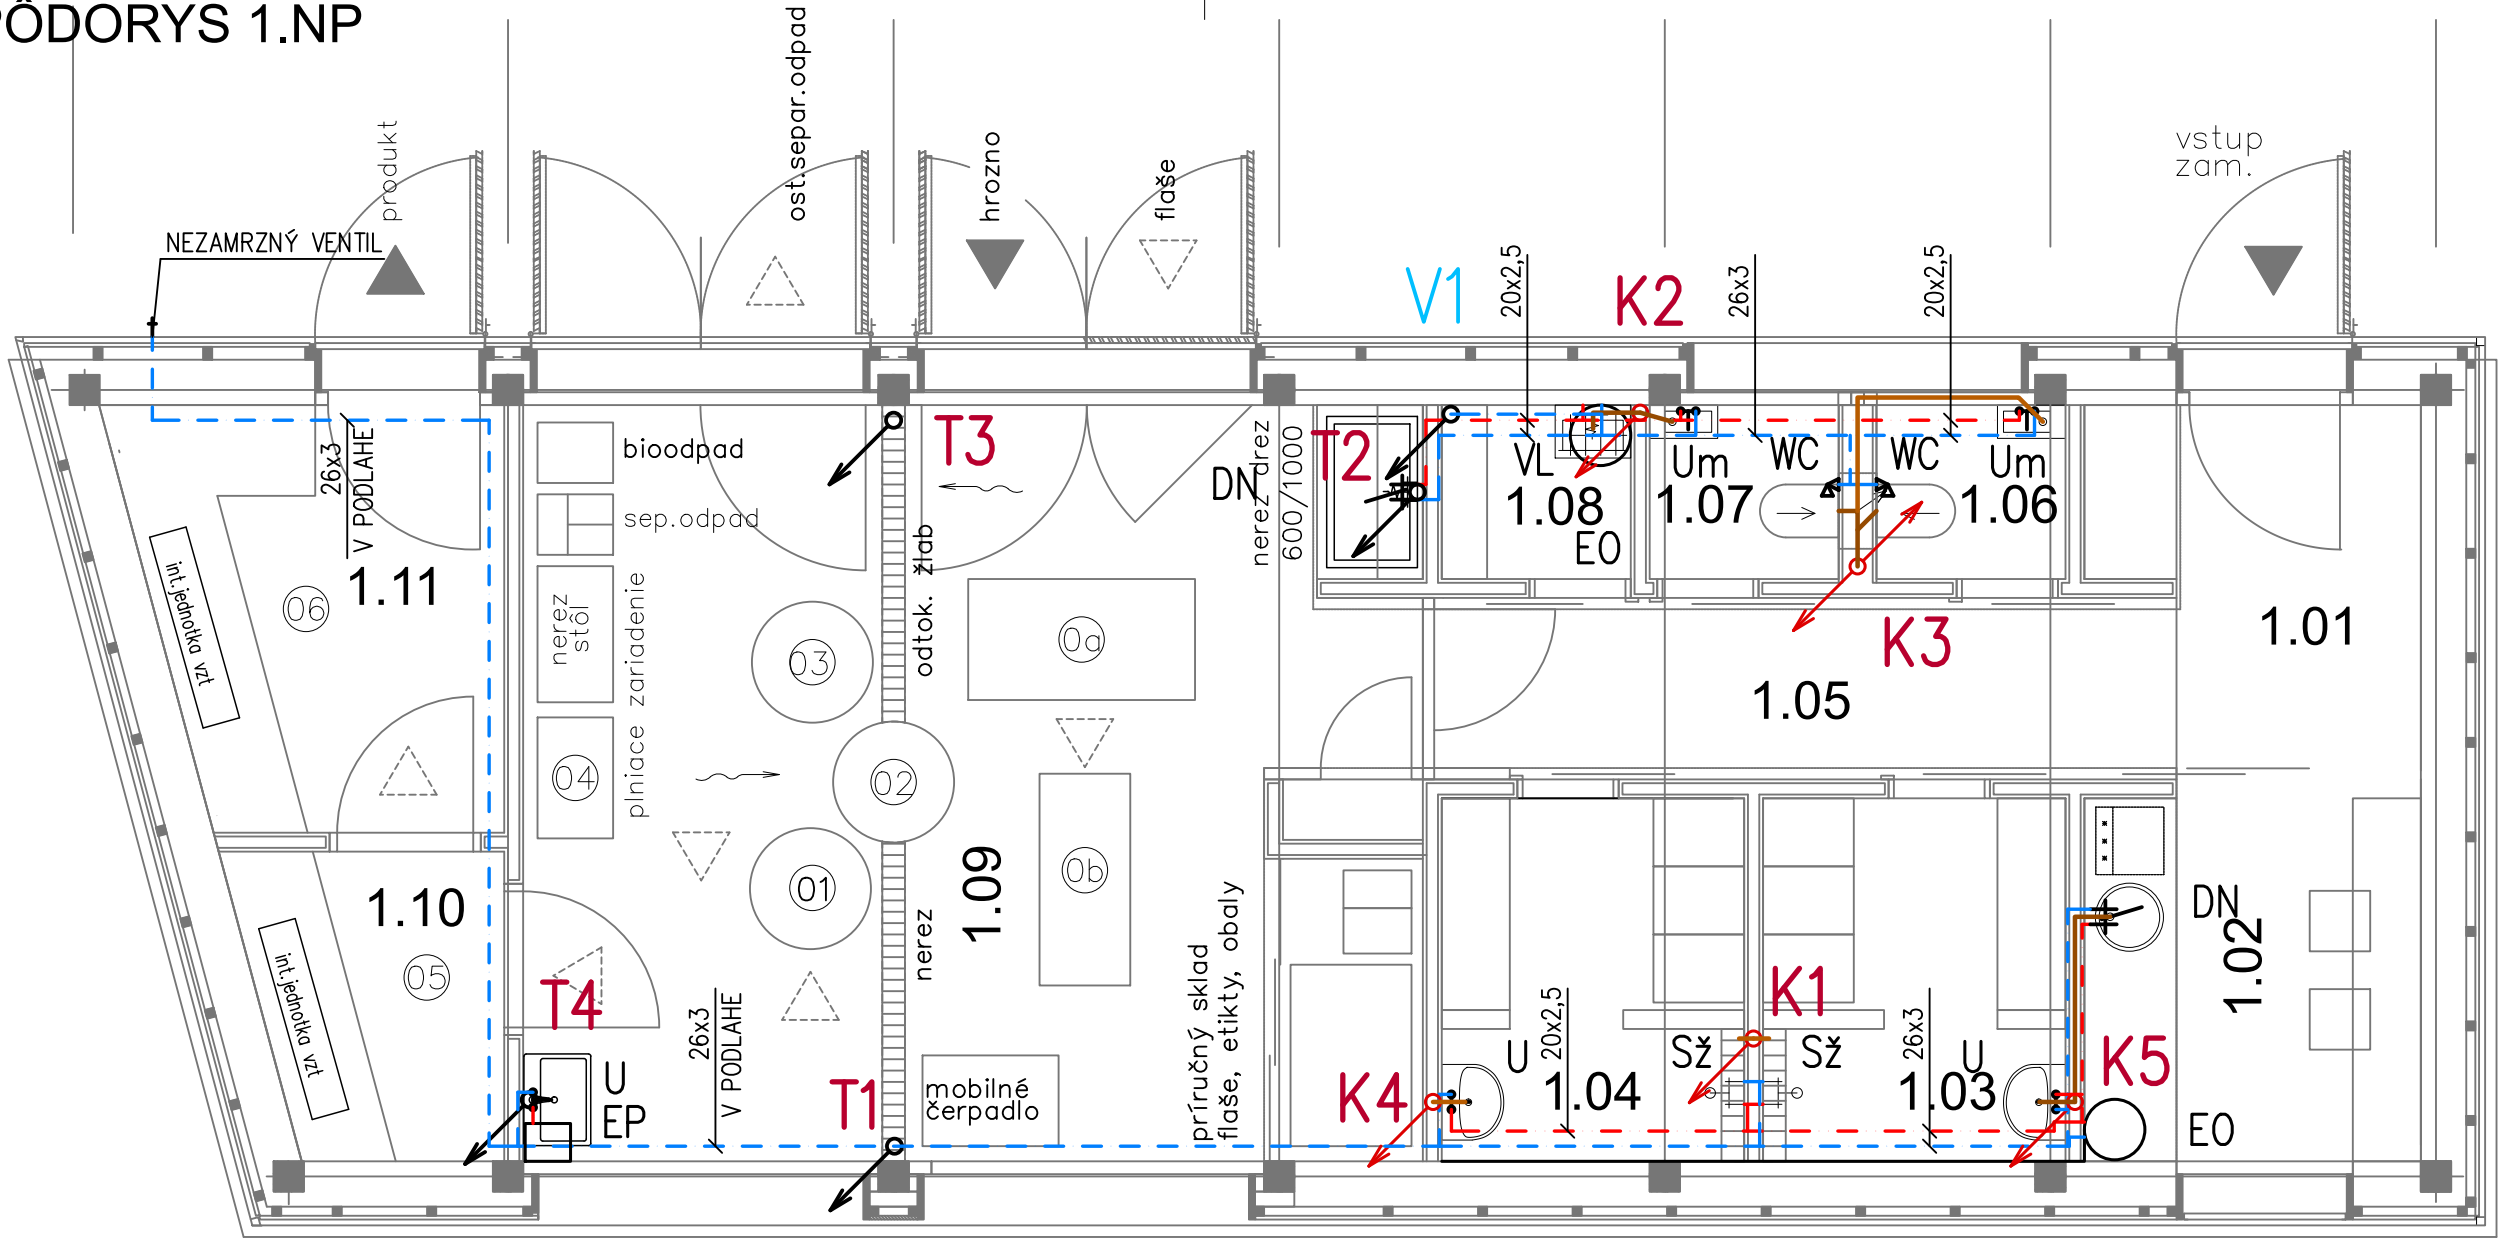 PÔDORYS 1.NP
produkt
ost.separ.odpad
hrozno
flaše
vstup
zam.
NEZAMRZNÝ VENTIL
V1
K2
20x2,5
26x3
20x2,5
26x3
V PODLAHE
bioodpad
sep.odpad
T3
T2
DN
nerez drez
nerez
600/1000
VL
1.08
EO
Um
1.07
WC
WC
Um
1.06
int.jednotka vzt
06
1.11
nerez
stôl
plnice zariadenie
03
odtok. žlab
0a
K3
1.01
1.05
04
02
01
1.09
0b
nerez
1.10
05
int.jednotka vzt
T4
U
EP
26x3
V PODLAHE
T1
mobilné
čerpadlo
príručný sklad
flaše, etikety, obaly
K4
U
20x2,5
1.04
Sž
K1
Sž
26x3
1.03
U
K5
DN
1.02
EO